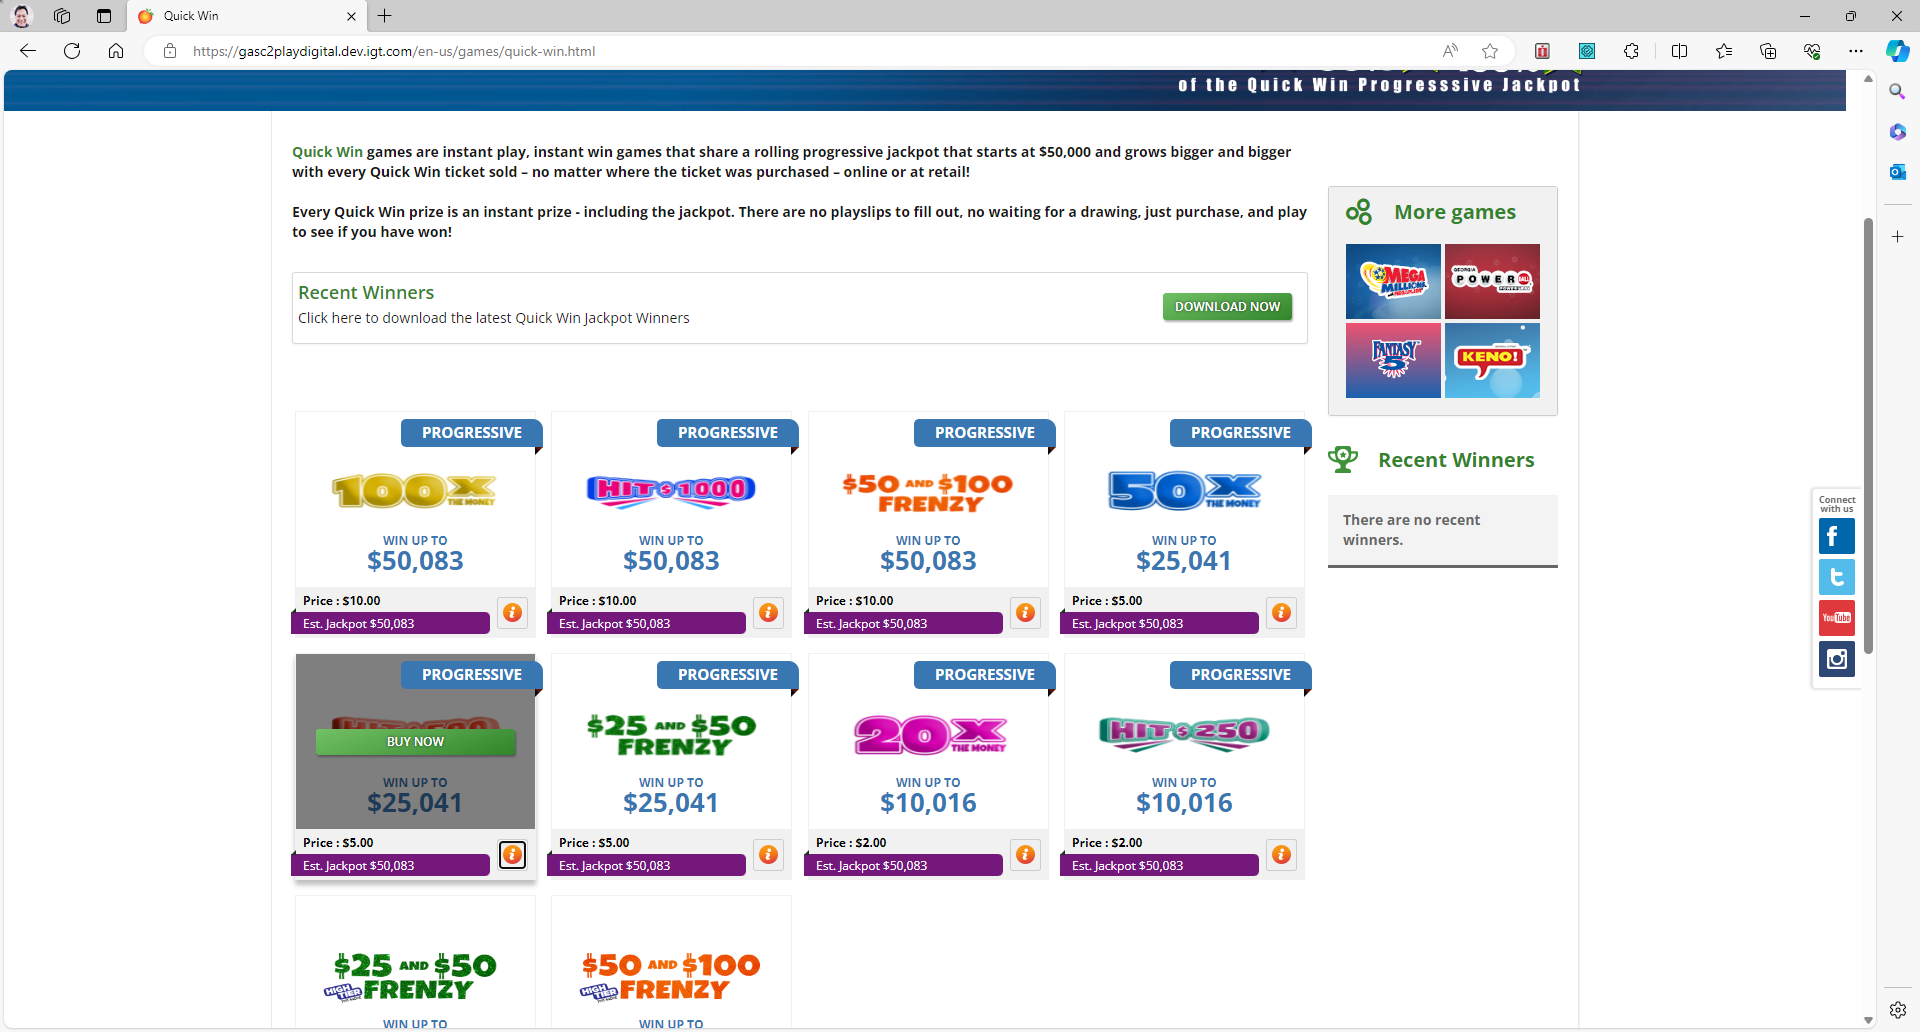 Quick Win
https://gasc2playdigital.dev.igt.com/en-us/games/quick-win.html
of the Quick Win Progresssive Jackpot
Quick Win games are instant play, instant win games that share a rolling progressive jackpot that starts at $50,000 and grows bigger and bigger
with every Quick Win ticket sold – no matter where the ticket was purchased – online or at retail!
Every Quick Win prize is an instant prize - including the jackpot. There are no playslips to fill out, no waiting for a drawing, just purchase, and play
to see if you have won!
Recent Winners
Click here to download the latest Quick Win Jackpot Winners
DOWNLOAD NOW
More games
MEGA
MILLIONS
GEORGIA
POWERBALL
FANTASY
5
KENO!
Recent Winners
There are no recent
winners.
Connect
with us
f
t
YouTube
PROGRESSIVE
100X
THE MONEY
WIN UP TO
$50,083
Price : $10.00
Est. Jackpot $50,083
i
PROGRESSIVE
HIT $1000
WIN UP TO
$50,083
Price : $10.00
Est. Jackpot $50,083
i
PROGRESSIVE
$50 AND $100
FRENZY
WIN UP TO
$50,083
Price : $10.00
Est. Jackpot $50,083
i
PROGRESSIVE
50X
THE MONEY
WIN UP TO
$25,041
Price : $5.00
Est. Jackpot $50,083
i
PROGRESSIVE
HIT $500
BUY NOW
WIN UP TO
$25,041
Price : $5.00
Est. Jackpot $50,083
i
PROGRESSIVE
$25 AND $50
FRENZY
WIN UP TO
$25,041
Price : $5.00
Est. Jackpot $50,083
i
PROGRESSIVE
20X
THE MONEY
WIN UP TO
$10,016
Price : $2.00
Est. Jackpot $50,083
i
PROGRESSIVE
HIT $250
WIN UP TO
$10,016
Price : $2.00
Est. Jackpot $50,083
i
$25 AND $50
HIGH TIER FRENZY
WIN UP TO
$50 AND $100
HIGH TIER FRENZY
WIN UP TO